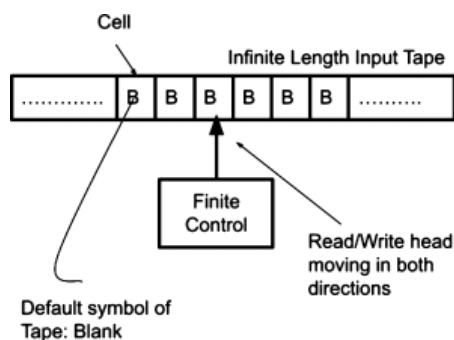 Cell
Infinite Length Input Tape
............. B B B B B B .............
Finite
Control
Read/Write head
moving in both
directions
Default symbol of
Tape: Blank